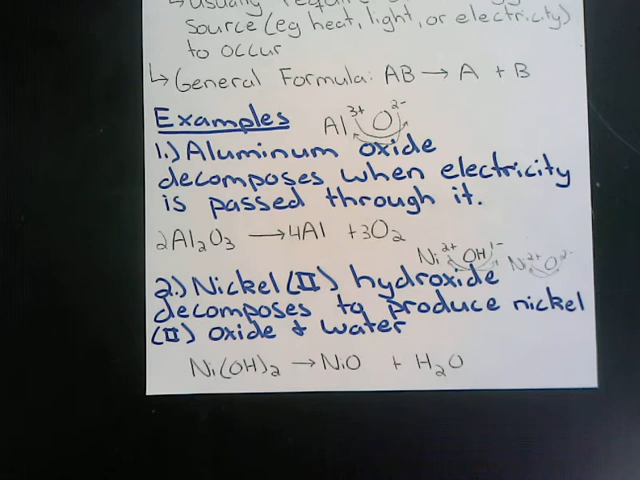 ↳ Usually require
source (eg heat, light, or electricity)
to occur
↳ General Formula: AB → A + B
Examples
Al³⁺ O²⁻
1.) Aluminum oxide
decomposes when electricity
is passed through it.
2Al₂O₃ → 4Al + 3O₂
Ni²⁺ OH¹⁻ Ni²⁺ O²⁻
2.) Nickel (II) hydroxide
decomposes to produce nickel
(II) oxide & water
Ni(OH)₂ → NiO + H₂O